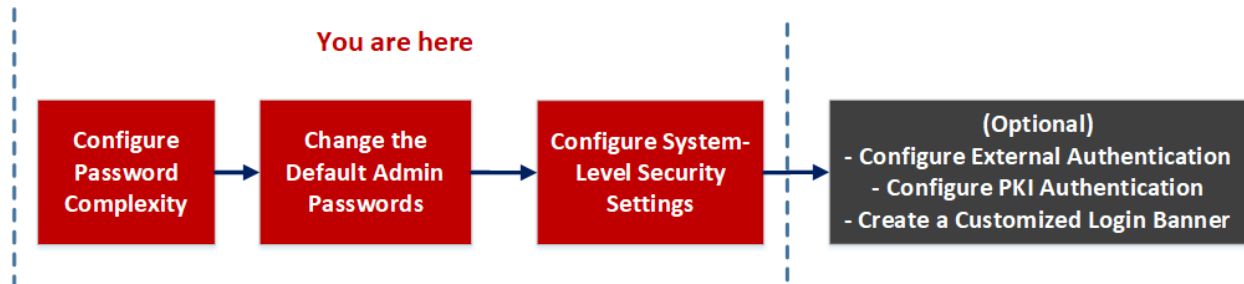 You are here
Configure
Password
Complexity
Change the
Default Admin
Passwords
Configure System-
Level Security
Settings
(Optional)
- Configure External Authentication
- Configure PKI Authentication
- Create a Customized Login Banner